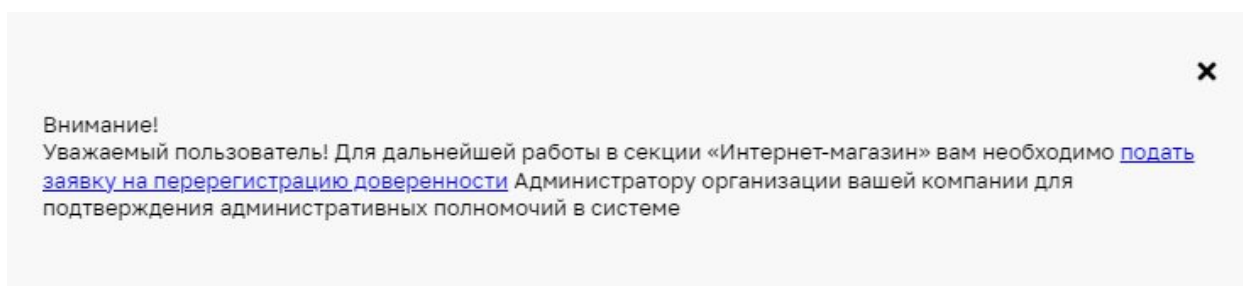 Внимание!
Уважаемый пользователь! Для дальнейшей работы в секции «Интернет-магазин» вам необходимо подать
заявку на перерегистрацию доверенности Администратору организации вашей компании для
подтверждения административных полномочий в системе